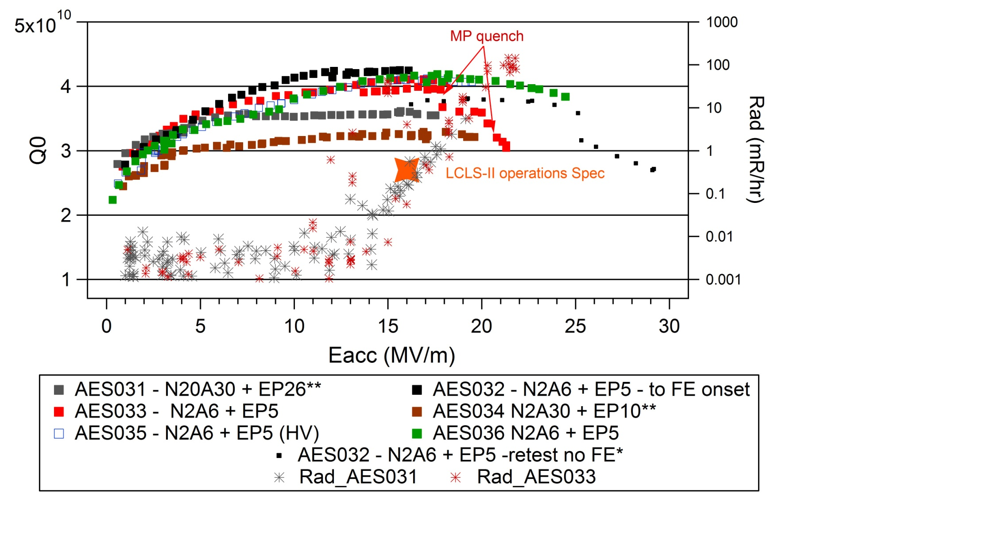 5x10^10
4
3
2
1
Q0
MP quench
LCLS-II operations Spec
1000
100
10
1
0.1
0.01
0.001
Rad (mR/hr)
0 5 10 15 20 25 30
Eacc (MV/m)
AES031 - N20A30 + EP26** AES032 - N2A6 + EP5 - to FE onset
AES033 -  N2A6 + EP5 AES034 N2A30 + EP10**
AES035 - N2A6 + EP5 (HV) AES036 N2A6 + EP5
AES032 - N2A6 + EP5 -retest no FE*
Rad_AES031 Rad_AES033